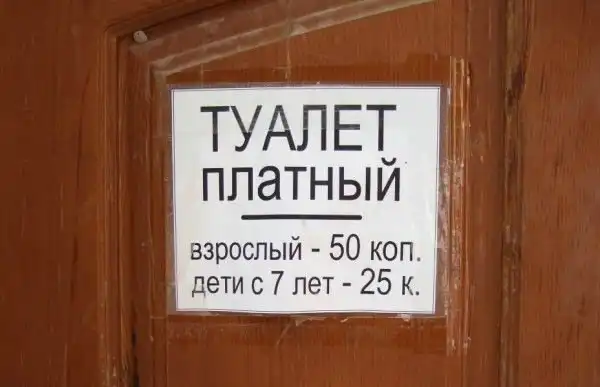 ТУАЛЕТ
платный
взрослый - 50 коп.
дети с 7 лет - 25 к.